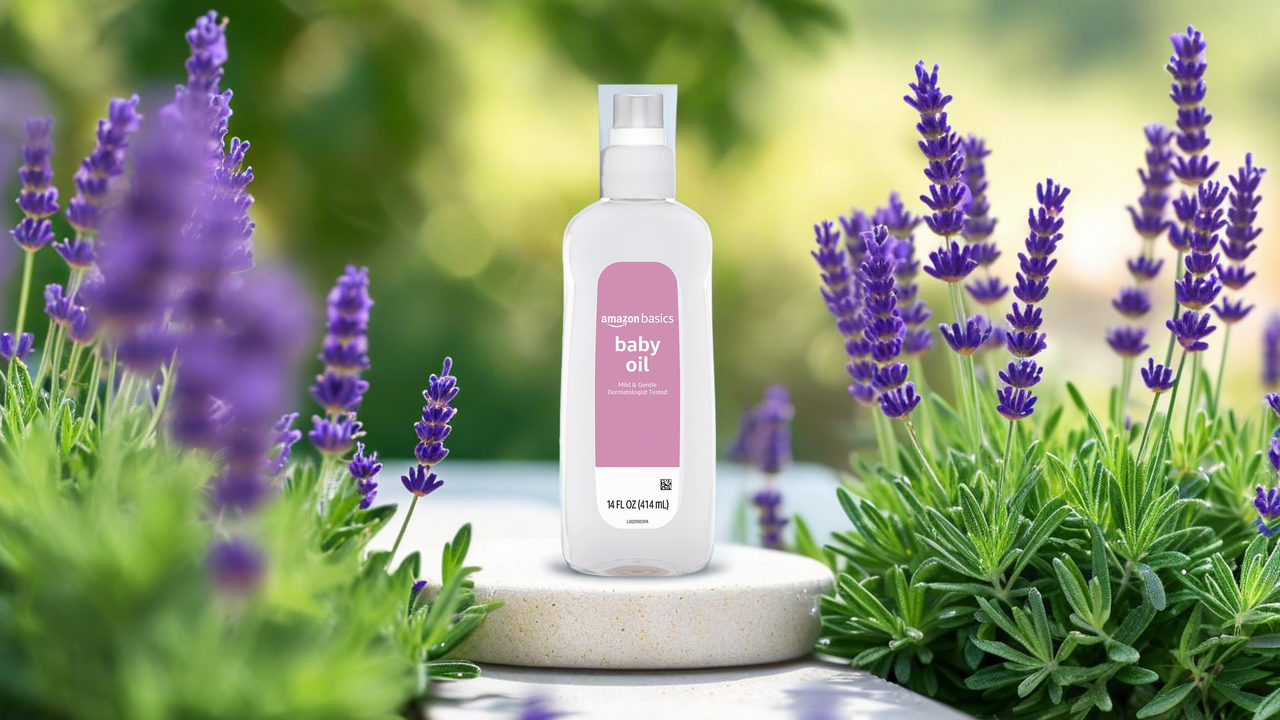 amazon basics
baby
oil
Mild & Gentle
Dermatologist Tested
14 FL OZ (414 mL)